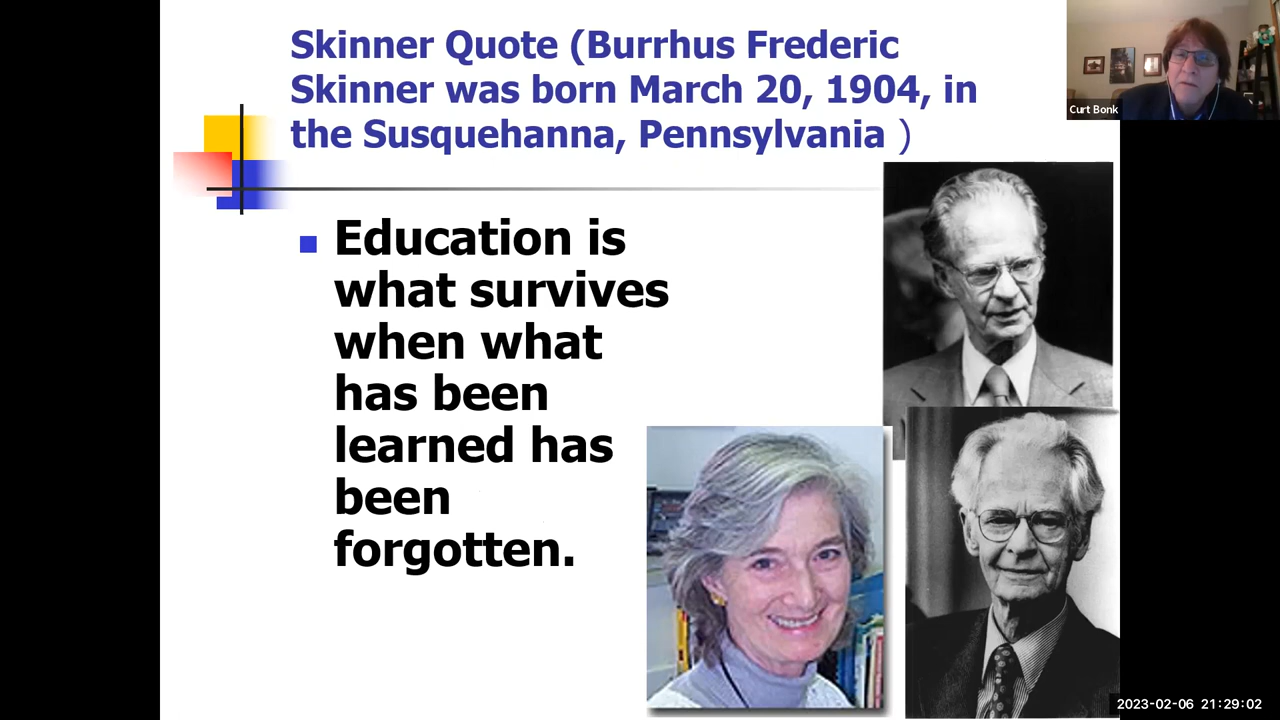 Skinner Quote (Burrhus Frederic
Skinner was born March 20, 1904, in
the Susquehanna, Pennsylvania )
Curt Bonk
Education is
what survives
when what
has been
learned has
been
forgotten.
2023-02-06 21:29:02